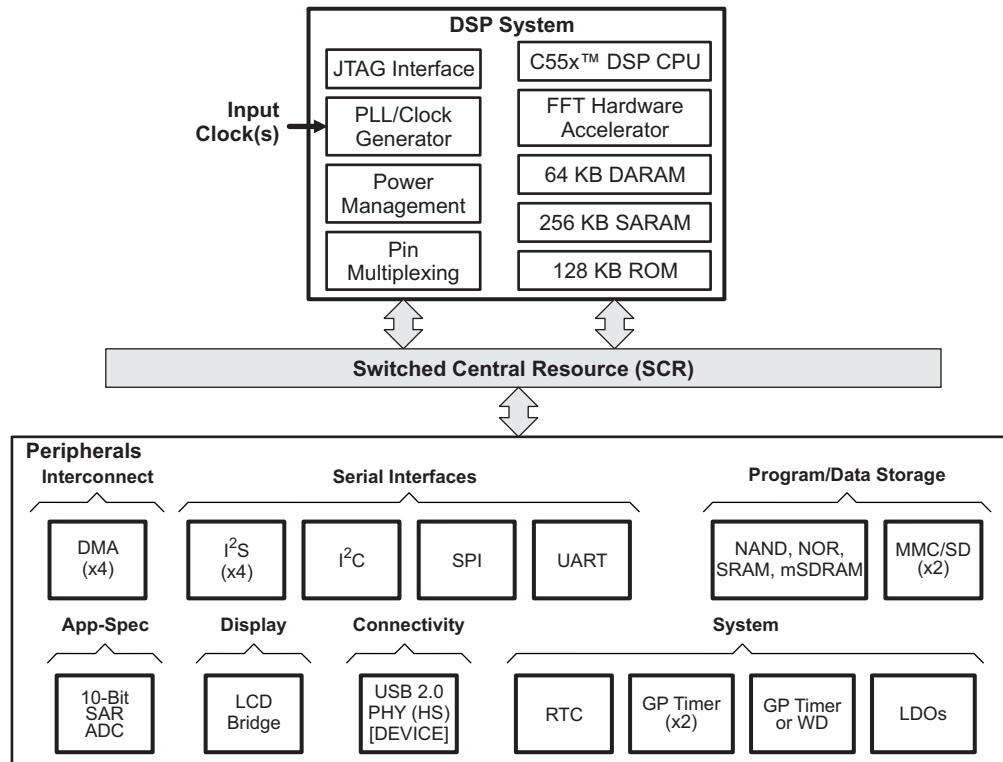 DSP System
JTAG Interface
C55x™ DSP CPU
Input
Clock(s)
PLL/Clock
Generator
FFT Hardware
Accelerator
Power
Management
64 KB DARAM
256 KB SARAM
Pin
Multiplexing
128 KB ROM
Switched Central Resource (SCR)
Peripherals
Interconnect
Serial Interfaces
Program/Data Storage
DMA
(x4)
I²S
(x4)
I²C
SPI
UART
NAND, NOR,
SRAM, mSDRAM
MMC/SD
(x2)
App-Spec
Display
Connectivity
System
10-Bit
SAR
ADC
LCD
Bridge
USB 2.0
PHY (HS)
[DEVICE]
RTC
GP Timer
(x2)
GP Timer
or WD
LDOs